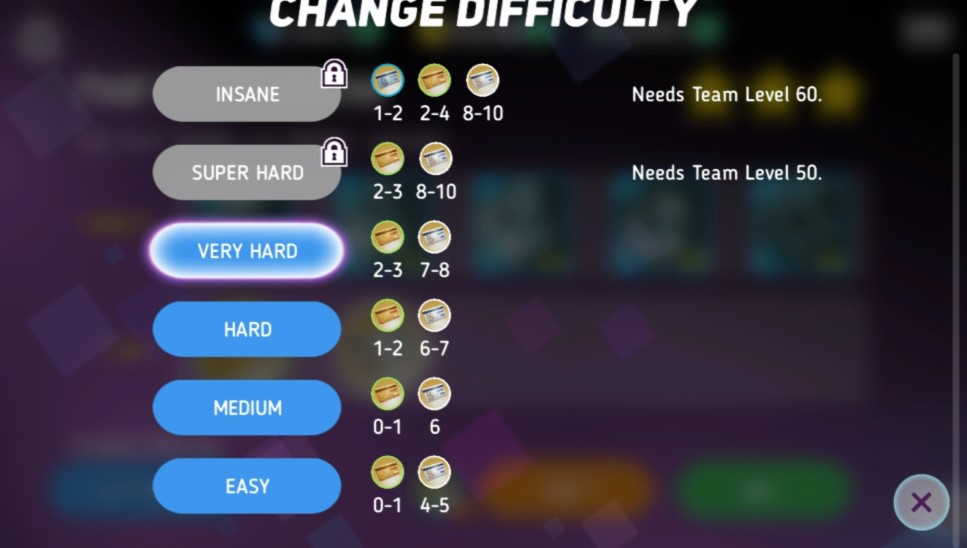 CHANGE DIFFICULTY
INSANE
1-2 2-4 8-10
Needs Team Level 60.
SUPER HARD
2-3 8-10
Needs Team Level 50.
VERY HARD
2-3 7-8
HARD
1-2 6-7
MEDIUM
0-1 6
EASY
0-1 4-5